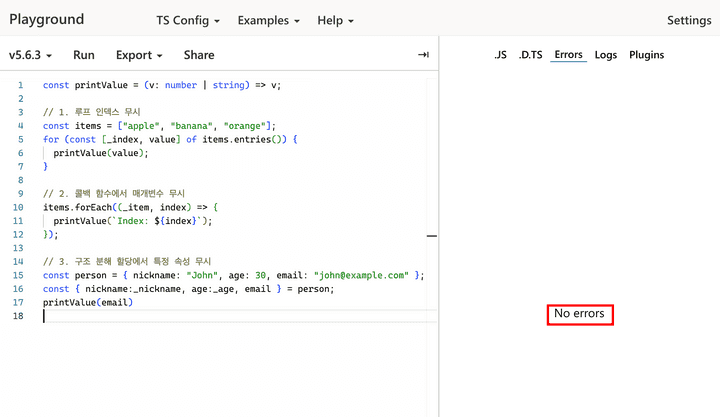 Playground TS Config Examples Help Settings
v5.6.3 Run Export Share .JS .D.TS Errors Logs Plugins
1 const printValue = (v: number | string) => v;
2
3 // 1. 루프 인덱스 무시
4 const items = ["apple", "banana", "orange"];
5 for (const [_index, value] of items.entries()) {
6 printValue(value);
7 }
8
9 // 2. 콜백 함수에서 매개변수 무시
10 items.forEach((_item, index) => {
11 printValue(`Index: ${index}`);
12 });
13
14 // 3. 구조 분해 할당에서 특정 속성 무시
15 const person = { nickname: "John", age: 30, email: "john@example.com" };
16 const { nickname:_nickname, age:_age, email } = person;
17 printValue(email)
18
No errors